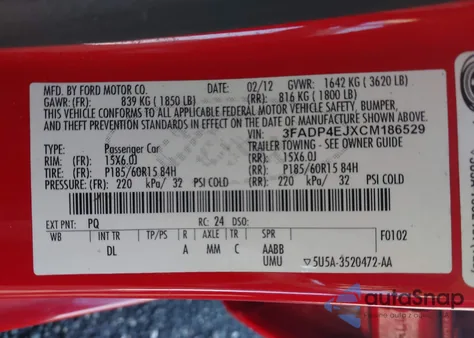 MFD. BY FORD MOTOR CO. DATE: 02/12 GVWR: 1642 KG ( 3620 LB)
GAWR: (FR): 839 KG ( 1850 LB) (RR): 816 KG ( 1800 LB)
THIS VEHICLE CONFORMS TO ALL APPLICABLE FEDERAL MOTOR VEHICLE SAFETY, BUMPER,
AND THEFT PREVENTION STANDARDS IN EFFECT ON THE DATE OF MANUFACTURE SHOWN
ABOVE.
VIN: 3FADP4EJXCM186529
TYPE: Passenger Car TRAILER TOWING - SEE OWNER GUIDE
RIM: (FR): 15X6.0J (RR): 15X6.0J
TIRE: (FR): P185/60R15 84H (RR): P185/60R15 84H
PRESSURE: (FR): 220 kPa/ 32 PSI COLD (RR): 220 kPa/ 32 PSI COLD
EXT PNT: PQ RC: 24 DSO: F0102
WB INT TR TP/PS R AXLE TR SPR
DL A MM C AABB
UMU ▽5U5A-3520472-AA
autoSnap